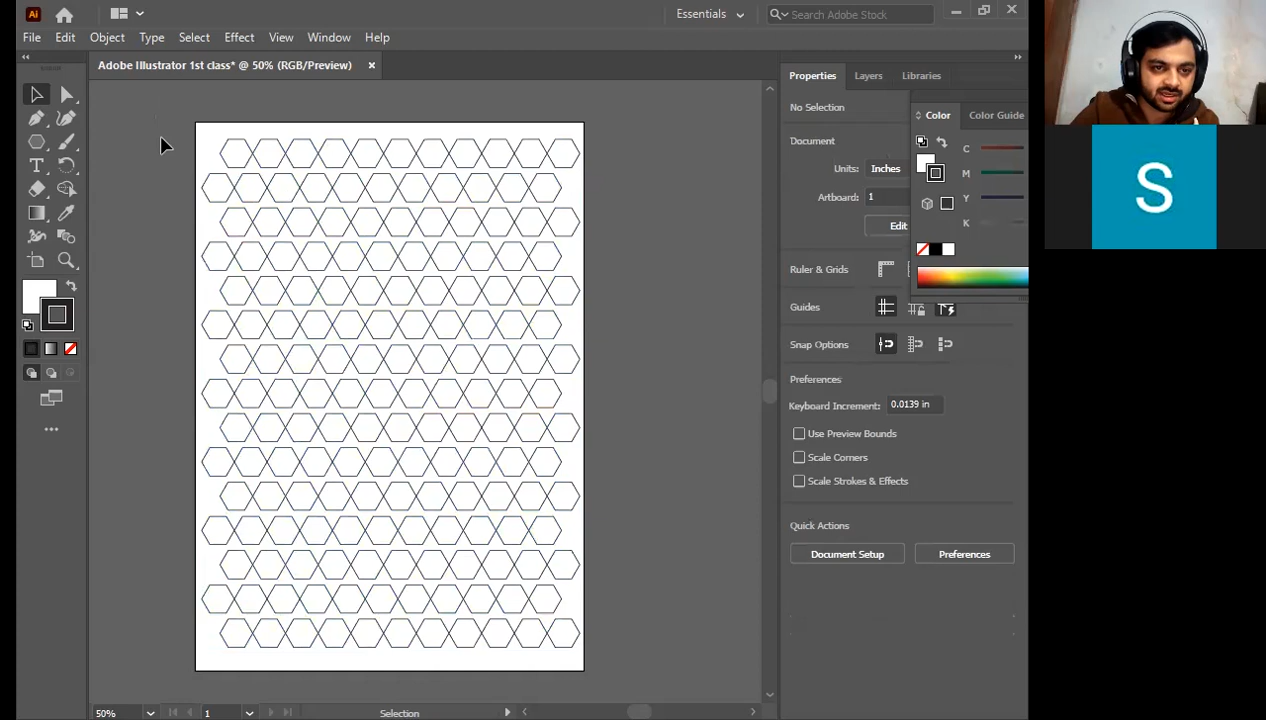 Ai
Essentials
Search Adobe Stock
File Edit Object Type Select Effect View Window Help
Adobe Illustrator 1st class* @ 50% (RGB/Preview)
Properties Layers Libraries
No Selection
Color Color Guide
Document
C
Units: Inches
M
Artboard: 1
Y
K
Edit
Ruler & Grids
Guides
Snap Options
Preferences
Keyboard Increment: 0.0139 in
Use Preview Bounds
Scale Corners
Scale Strokes & Effects
Quick Actions
Document Setup Preferences
50% 1 Selection
S